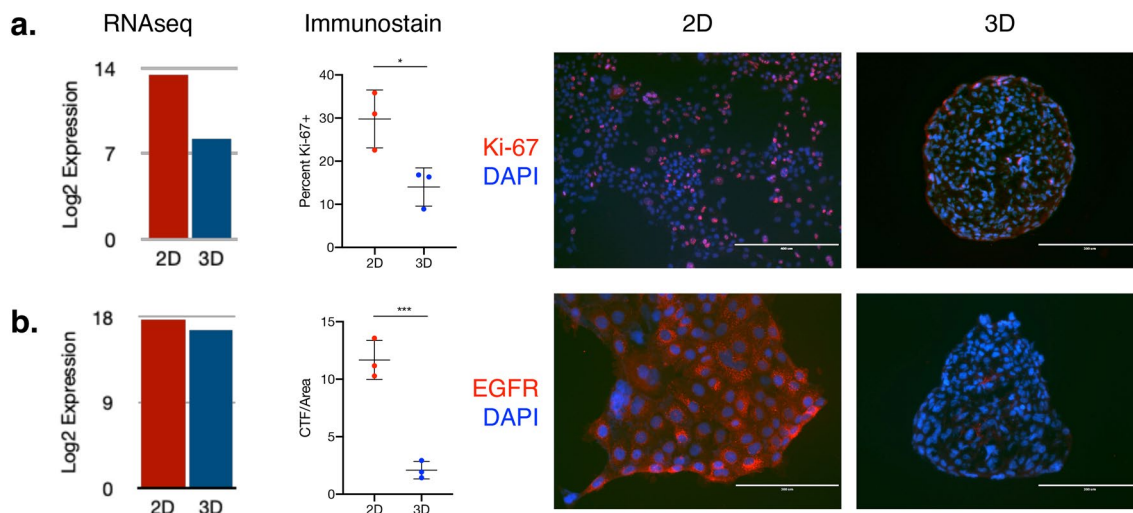 a.
RNAseq
Immunostain
2D
3D
Log2 Expression
14
7
0
2D 3D
Percent Ki-67+
40
30
20
10
0
*
2D 3D
Ki-67
DAPI
b.
Log2 Expression
18
9
0
2D 3D
CTF/Area
15
10
5
0
***
2D 3D
EGFR
DAPI